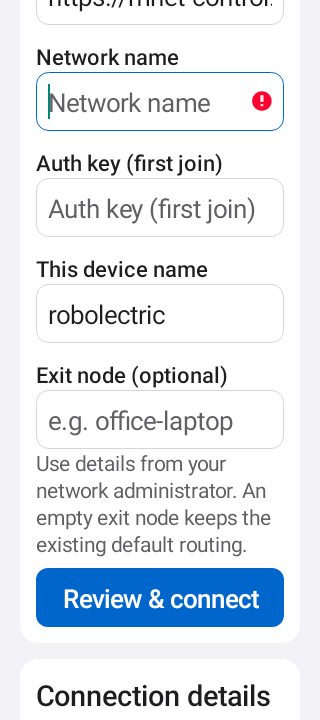 Network name
Network name
Auth key (first join)
Auth key (first join)
This device name
robolectric
Exit node (optional)
e.g. office-laptop
Use details from your
network administrator. An
empty exit node keeps the
existing default routing.
Review & connect
Connection details